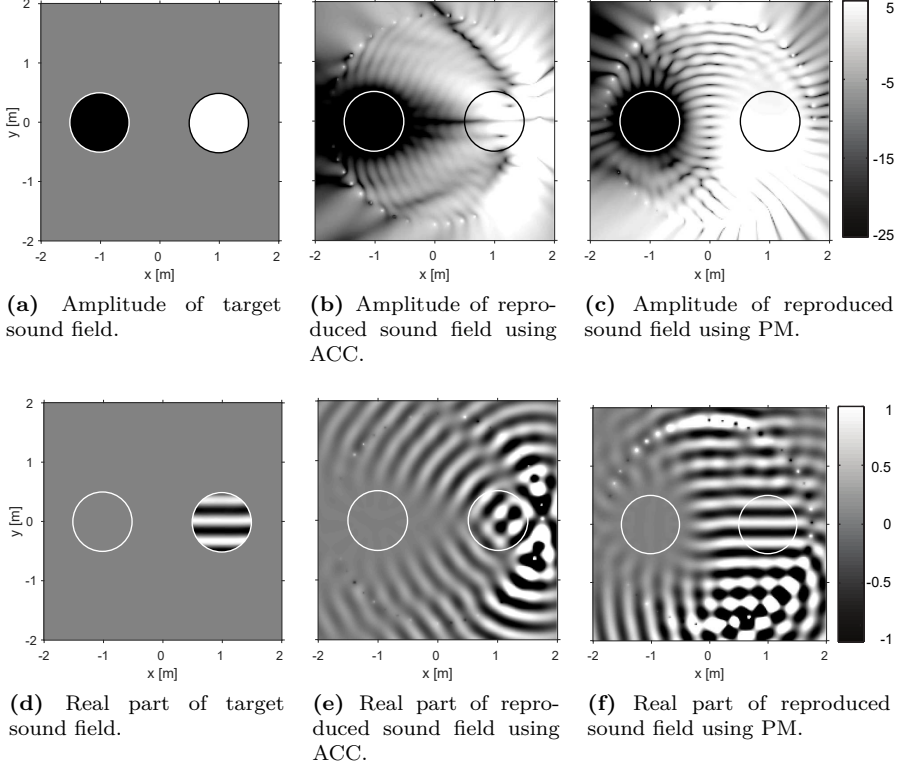 2
1
0
-1
-2
y [m]
-2 -1 0 1 2
x [m]
-2 -1 0 1 2
x [m]
-2 -1 0 1 2
x [m]
5
-5
-15
-25
(a) Amplitude of target
sound field.
(b) Amplitude of repro-
duced sound field using
ACC.
(c) Amplitude of reproduced
sound field using PM.
2
1
0
-1
-2
y [m]
-2 -1 0 1 2
x [m]
-2 -1 0 1 2
x [m]
-2 -1 0 1 2
x [m]
1
0.5
0
-0.5
-1
(d) Real part of target
sound field.
(e) Real part of repro-
duced sound field using
ACC.
(f) Real part of reproduced
sound field using PM.